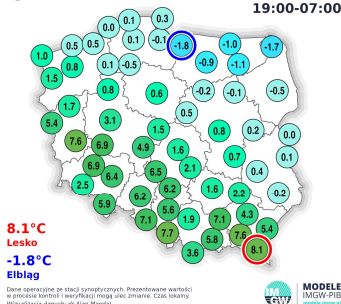 19:00-07:00
0.0 0.1 0.3
0.5 0.5 0.1 -0.1 -1.8 -1.0 -1.7
1.0 0.8 0.1 -0.5 -0.9 -1.1
1.5 0.8 0.6 -0.2 -0.1 -0.5
1.7 0.5
5.4 3.1 1.5 0.8 0.2 0.0
7.6 6.9 4.9 1.6 0.7 0.1
6.9 6.4 6.5 2.1 0.4
2.5 6.2 6.2 1.6 2.2 -0.2
5.9 5.6 4.3
7.1 1.9 7.1 5.4
7.7 5.8 7.6
3.6 8.1
8.1°C
Lesko
-1.8°C
Elbląg
Dane operacyjne ze stacji synoptycznych. Prezentowane wartości
w procesie kontroli i weryfikacji mogą ulec zmianie. Czas lokalny.
IMGW
MODELE
IMGW-PIB